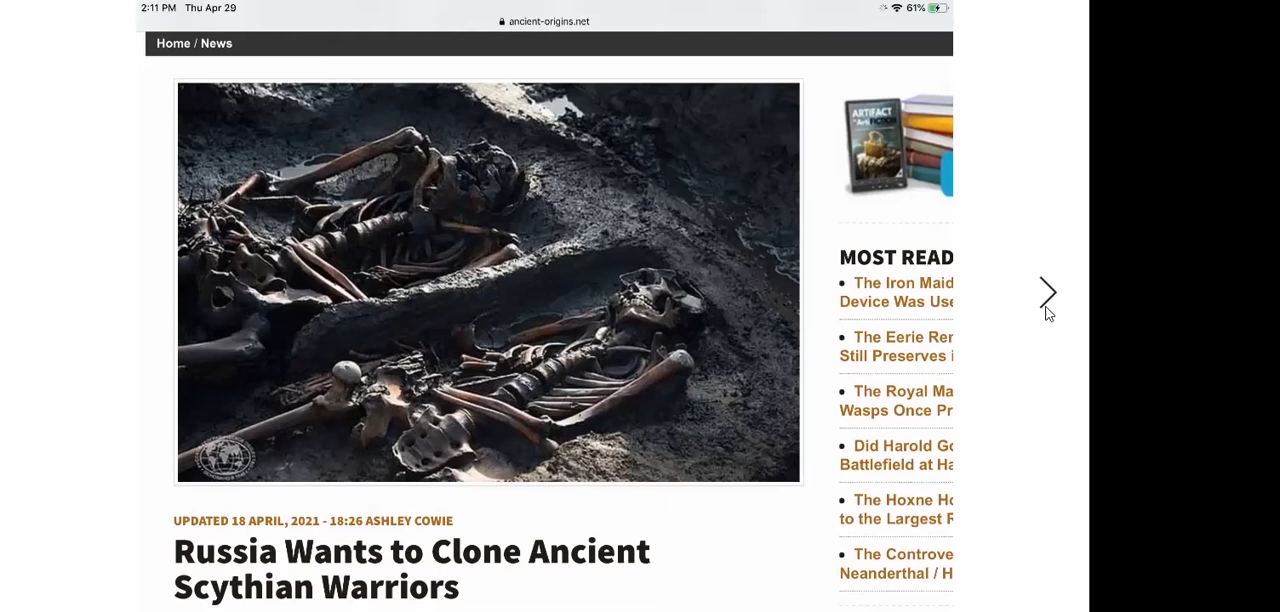 2:11 PM Thu Apr 29
61%
ancient-origins.net
Home / News
ARTIFACT
MOST READ
The Iron Maid
Device Was Use
The Eerie Rer
Still Preserves i
The Royal Ma
Wasps Once Pr
Did Harold Go
Battlefield at Ha
The Hoxne Ho
to the Largest R
The Controve
Neanderthal / H
UPDATED 18 APRIL, 2021 - 18:26 ASHLEY COWIE
Russia Wants to Clone Ancient
Scythian Warriors